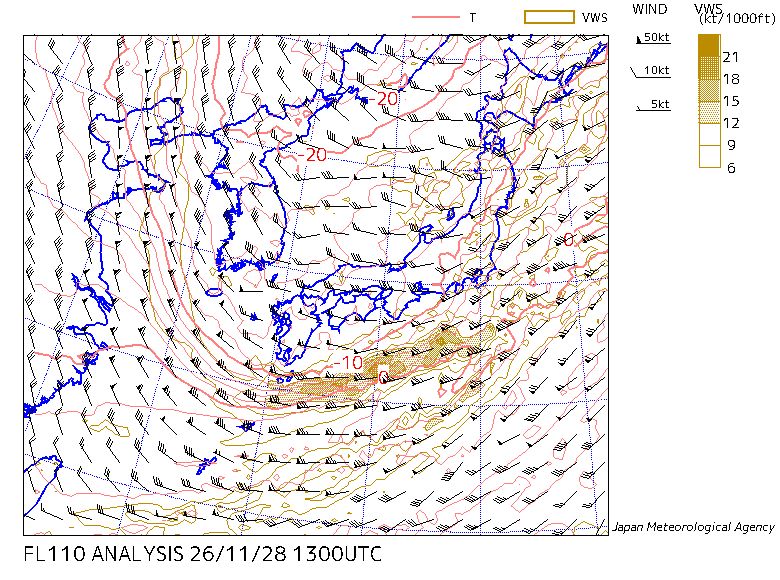 T
VWS
WIND
VWS
(kt/1000ft)
50kt
10kt
5kt
21
18
15
12
9
6
-20
-20
0
-10
0
Japan Meteorological Agency
FL110 ANALYSIS 26/11/28 1300UTC